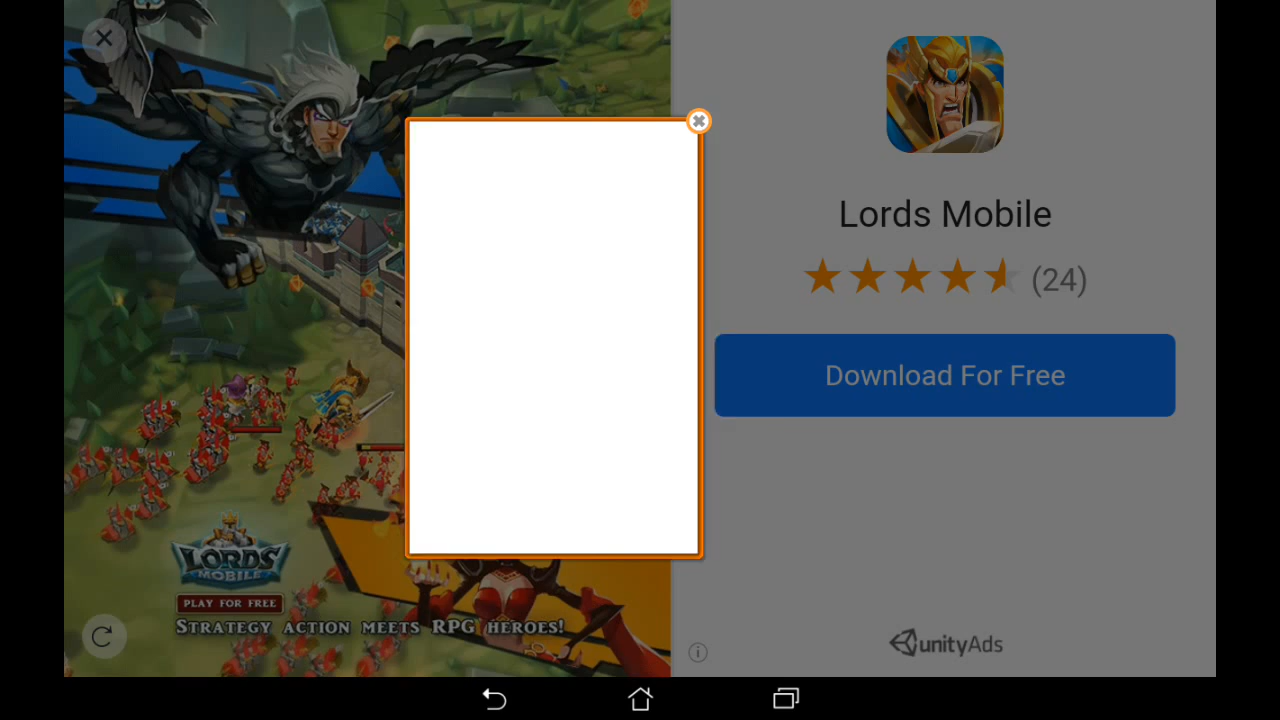 Lords Mobile
(24)
Download For Free
LORDS
MOBILE
PLAY FOR FREE
STRATEGY ACTION MEETS RPG HEROES!
unityAds